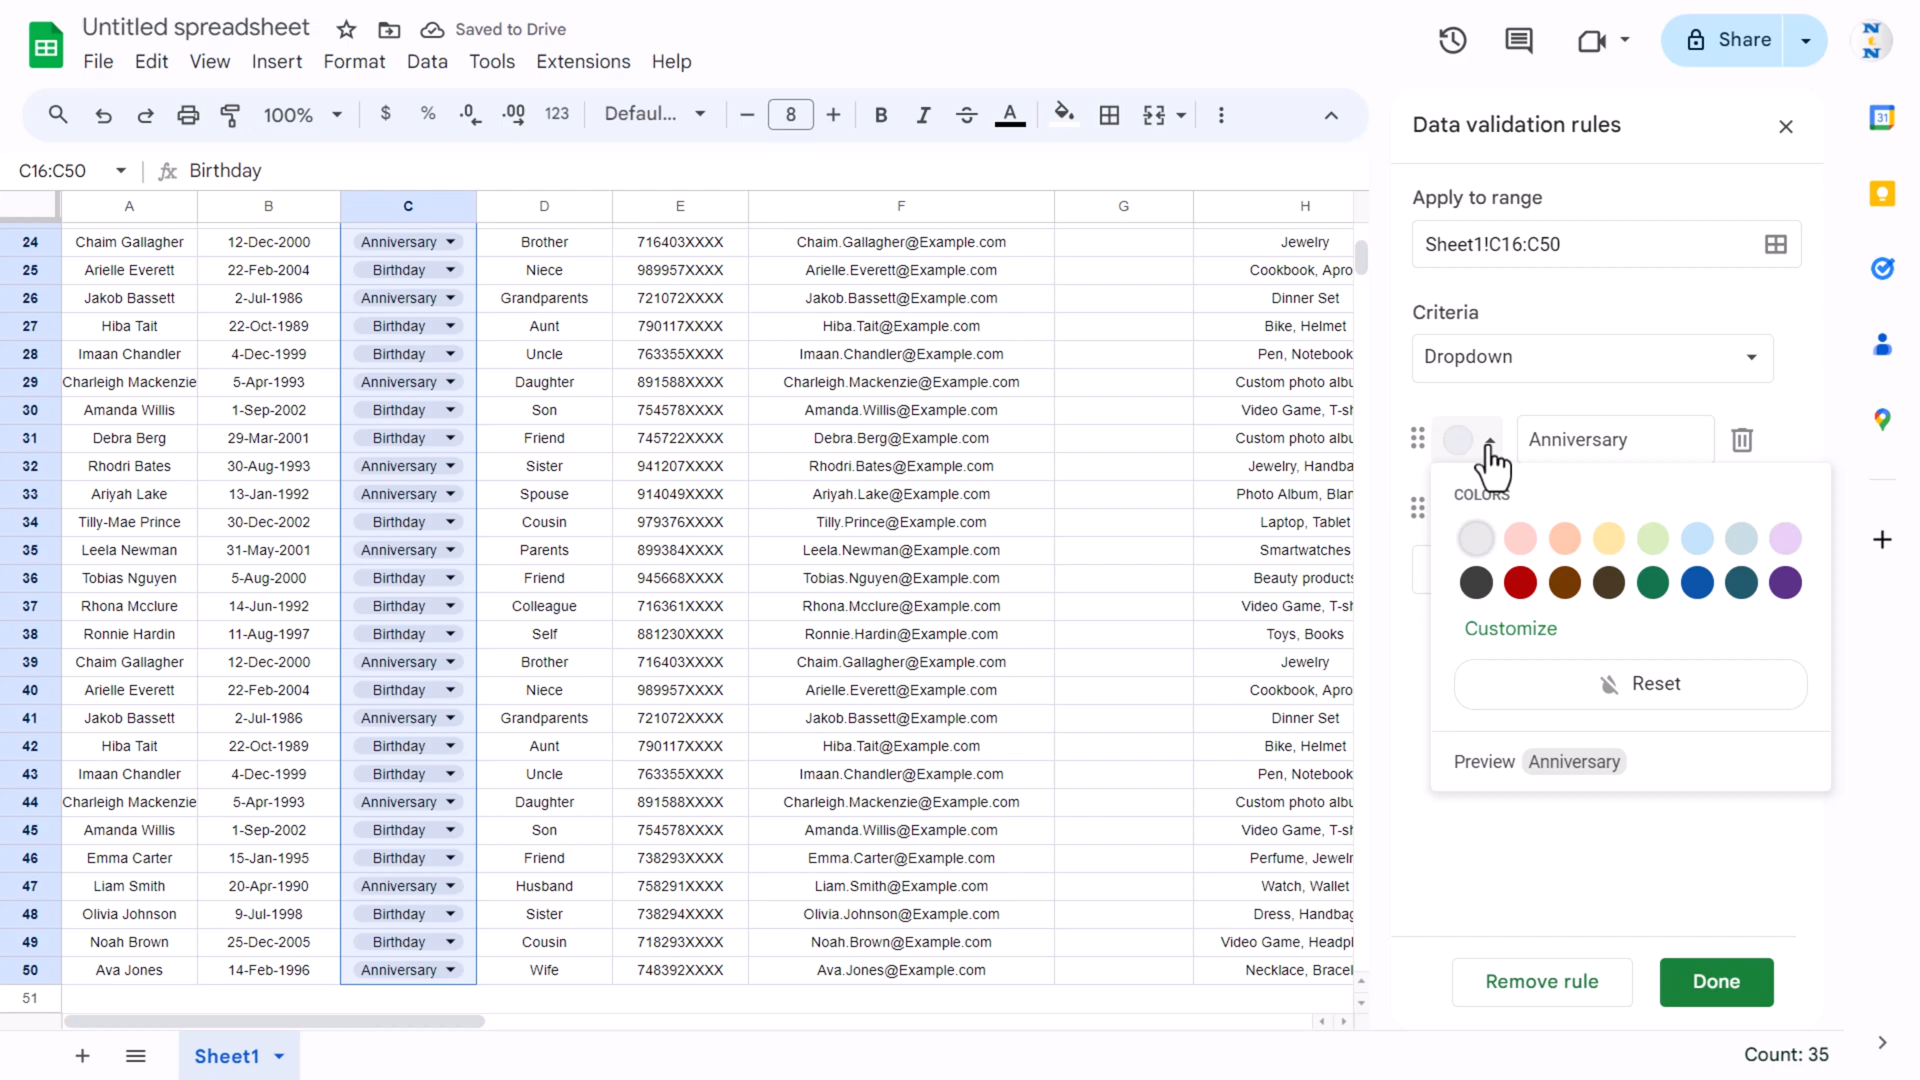 Untitled spreadsheet Saved to Drive
File Edit View Insert Format Data Tools Extensions Help
Share
100% $ % .0 .00 123 Defaul... 8 B I A
C16:C50 fx Birthday
A B C D E F G H
24 Chaim Gallagher 12-Dec-2000 Anniversary Brother 716403XXXX Chaim.Gallagher@Example.com Jewelry
25 Arielle Everett 22-Feb-2004 Birthday Niece 989957XXXX Arielle.Everett@Example.com Cookbook, Apro
26 Jakob Bassett 2-Jul-1986 Anniversary Grandparents 721072XXXX Jakob.Bassett@Example.com Dinner Set
27 Hiba Tait 22-Oct-1989 Birthday Aunt 790117XXXX Hiba.Tait@Example.com Bike, Helmet
28 Imaan Chandler 4-Dec-1999 Birthday Uncle 763355XXXX Imaan.Chandler@Example.com Pen, Notebook
29 Charleigh Mackenzie 5-Apr-1993 Anniversary Daughter 891588XXXX Charleigh.Mackenzie@Example.com Custom photo albu
30 Amanda Willis 1-Sep-2002 Birthday Son 754578XXXX Amanda.Willis@Example.com Video Game, T-sh
31 Debra Berg 29-Mar-2001 Birthday Friend 745722XXXX Debra.Berg@Example.com Custom photo albu
32 Rhodri Bates 30-Aug-1993 Anniversary Sister 941207XXXX Rhodri.Bates@Example.com Jewelry, Handba
33 Ariyah Lake 13-Jan-1992 Anniversary Spouse 914049XXXX Ariyah.Lake@Example.com Photo Album, Blan
34 Tilly-Mae Prince 30-Dec-2002 Birthday Cousin 979376XXXX Tilly.Prince@Example.com Laptop, Tablet
35 Leela Newman 31-May-2001 Anniversary Parents 899384XXXX Leela.Newman@Example.com Smartwatches
36 Tobias Nguyen 5-Aug-2000 Birthday Friend 945668XXXX Tobias.Nguyen@Example.com Beauty products
37 Rhona Mcclure 14-Jun-1992 Birthday Colleague 716361XXXX Rhona.Mcclure@Example.com Video Game, T-sh
38 Ronnie Hardin 11-Aug-1997 Birthday Self 881230XXXX Ronnie.Hardin@Example.com Toys, Books
39 Chaim Gallagher 12-Dec-2000 Anniversary Brother 716403XXXX Chaim.Gallagher@Example.com Jewelry
40 Arielle Everett 22-Feb-2004 Birthday Niece 989957XXXX Arielle.Everett@Example.com Cookbook, Apro
41 Jakob Bassett 2-Jul-1986 Anniversary Grandparents 721072XXXX Jakob.Bassett@Example.com Dinner Set
42 Hiba Tait 22-Oct-1989 Birthday Aunt 790117XXXX Hiba.Tait@Example.com Bike, Helmet
43 Imaan Chandler 4-Dec-1999 Birthday Uncle 763355XXXX Imaan.Chandler@Example.com Pen, Notebook
44 Charleigh Mackenzie 5-Apr-1993 Anniversary Daughter 891588XXXX Charleigh.Mackenzie@Example.com Custom photo albu
45 Amanda Willis 1-Sep-2002 Birthday Son 754578XXXX Amanda.Willis@Example.com Video Game, T-sh
46 Emma Carter 15-Jan-1995 Birthday Friend 738293XXXX Emma.Carter@Example.com Perfume, Jewelr
47 Liam Smith 20-Apr-1990 Anniversary Husband 758291XXXX Liam.Smith@Example.com Watch, Wallet
48 Olivia Johnson 9-Jul-1998 Birthday Sister 738294XXXX Olivia.Johnson@Example.com Dress, Handbag
49 Noah Brown 25-Dec-2005 Birthday Cousin 718293XXXX Noah.Brown@Example.com Video Game, Headpl
50 Ava Jones 14-Feb-1996 Anniversary Wife 748392XXXX Ava.Jones@Example.com Necklace, Bracel
51
Sheet1
Count: 35
Data validation rules
Apply to range
Sheet1!C16:C50
Criteria
Dropdown
Anniversary
COLORS
Customize
Reset
Preview Anniversary
Remove rule Done
N
N
31